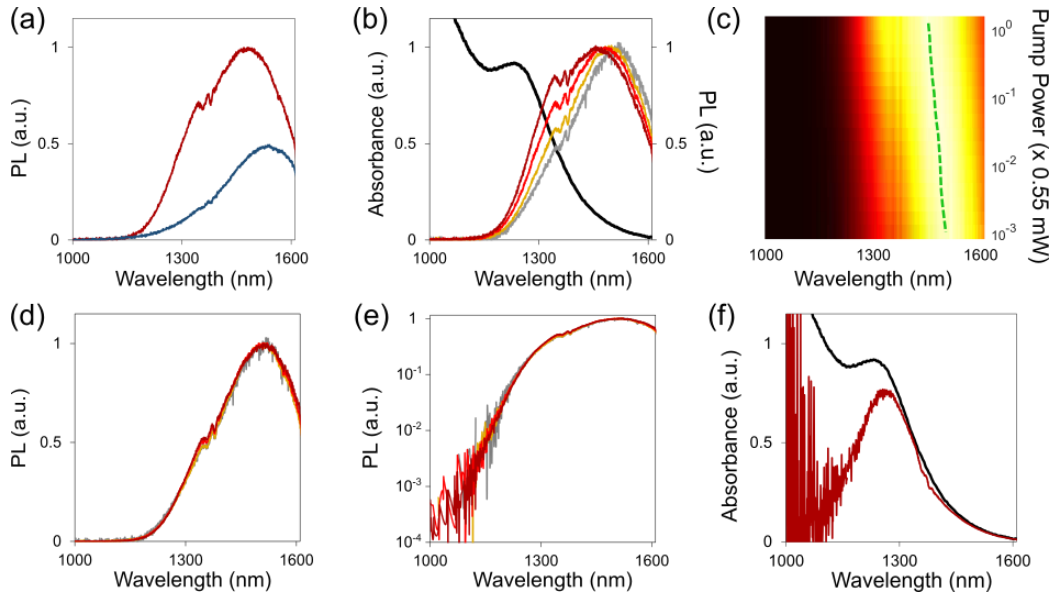 (a)
PL (a.u.)
1
0.5
0
1000
1300
1600
Wavelength (nm)
(b)
Absorbance (a.u.)
1
0.5
0
1
0.5
0
PL (a.u.)
1000
1300
1600
Wavelength (nm)
(c)
10⁰
10⁻¹
10⁻²
10⁻³
Pump Power (x 0.55 mW)
1000
1300
1600
Wavelength (nm)
(d)
PL (a.u.)
1
0.5
0
1000
1300
1600
Wavelength (nm)
(e)
PL (a.u.)
1
10⁻¹
10⁻²
10⁻³
10⁻⁴
1000
1300
1600
Wavelength (nm)
(f)
Absorbance (a.u.)
1
0.5
0
1000
1300
1600
Wavelength (nm)